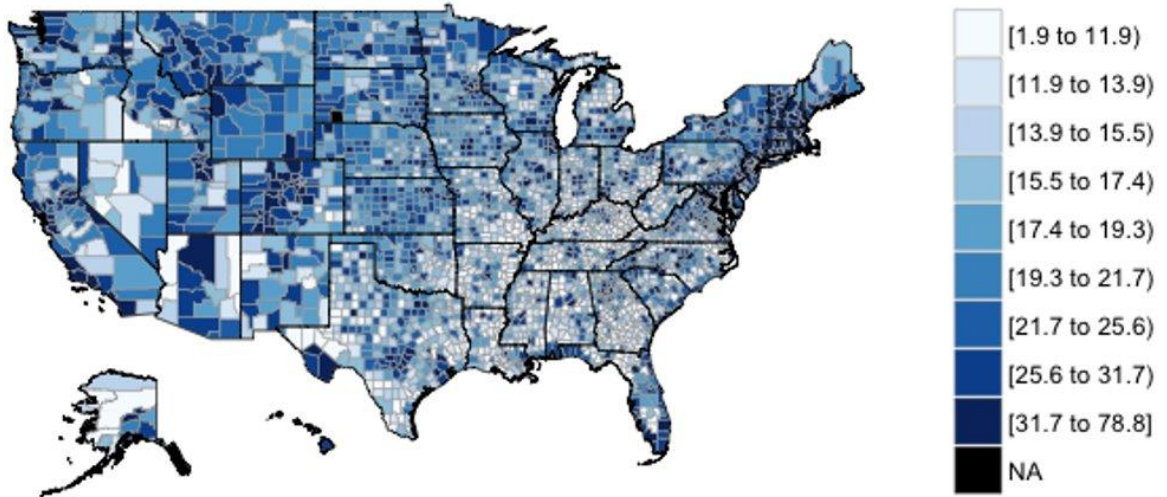 [1.9 to 11.9)
[11.9 to 13.9)
[13.9 to 15.5)
[15.5 to 17.4)
[17.4 to 19.3)
[19.3 to 21.7)
[21.7 to 25.6)
[25.6 to 31.7)
[31.7 to 78.8]
NA